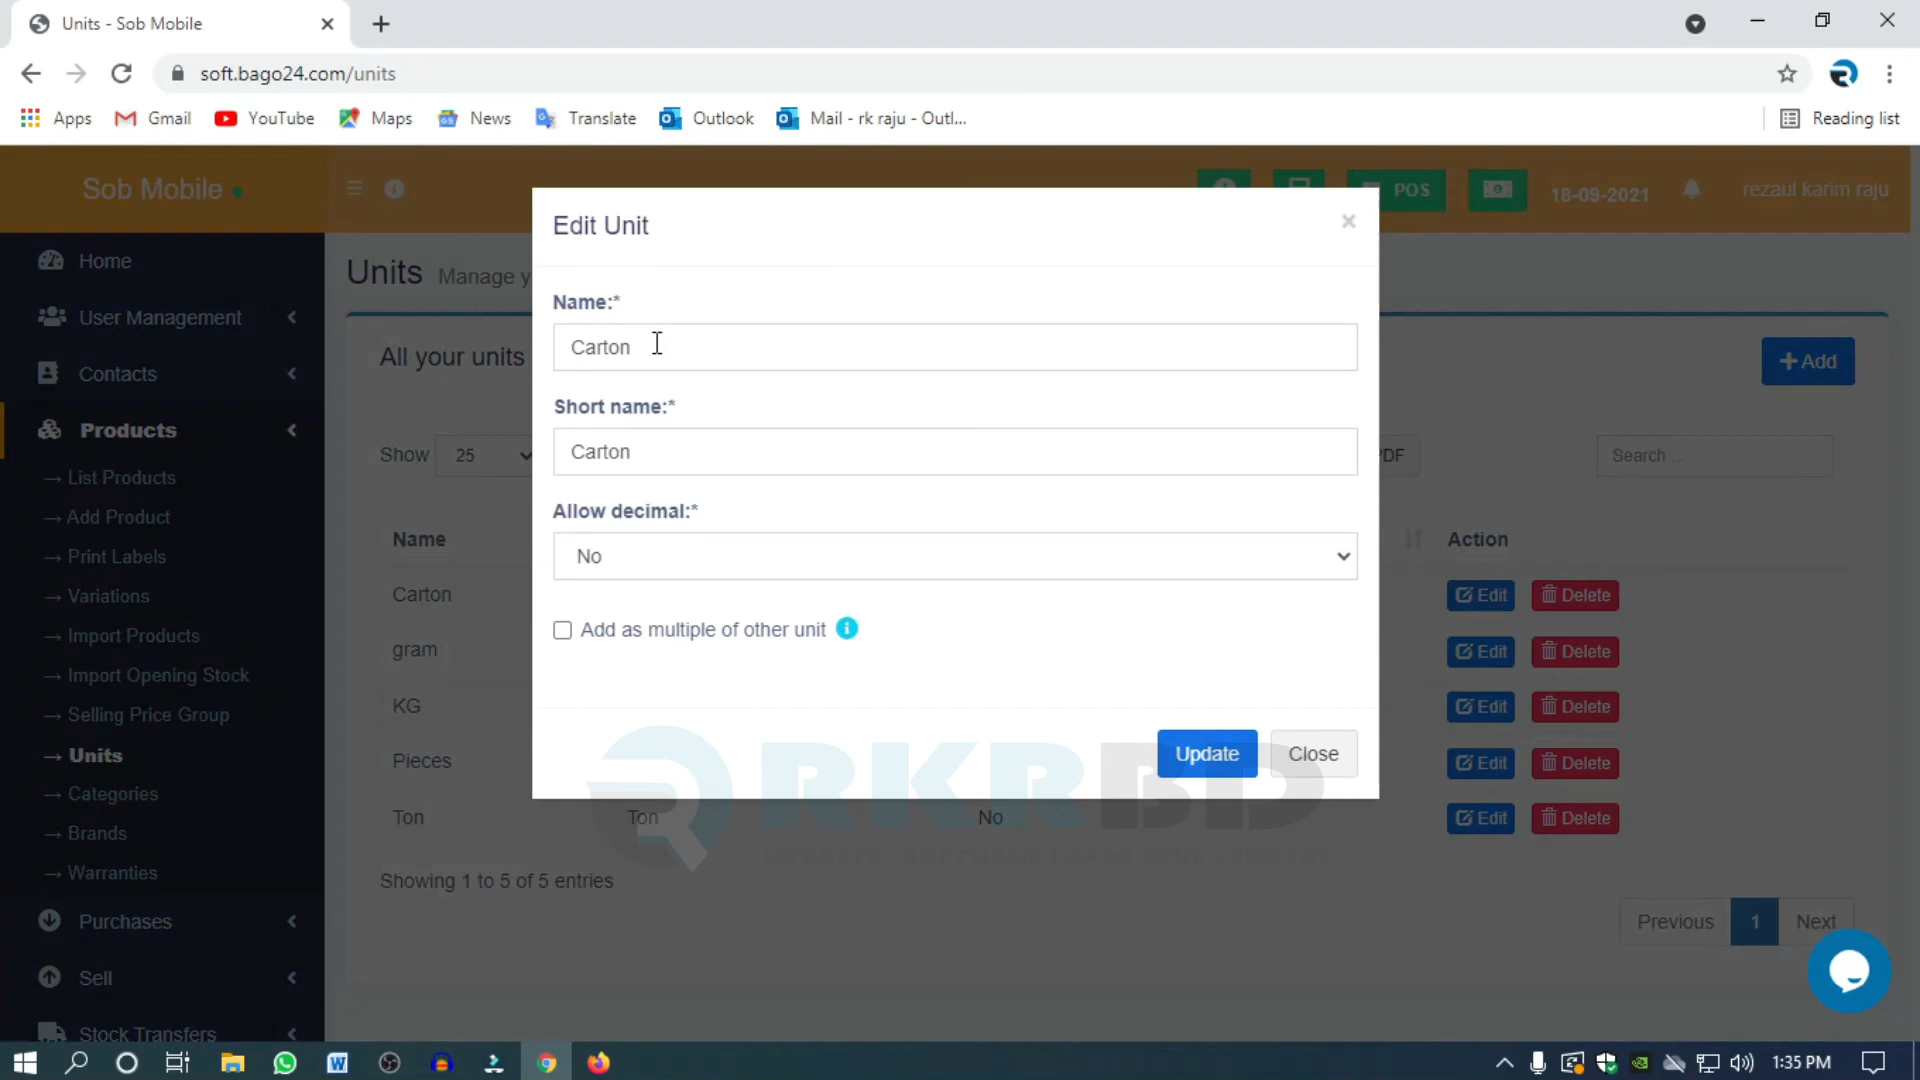 Units - Sob Mobile
soft.bago24.com/units
Apps
Gmail
YouTube
Maps
News
Translate
Outlook
Mail - rk raju - Outl...
Reading list
Sob Mobile
POS
18-09-2021
rezaul karim raju
Home
User Management
Contacts
Products
→ List Products
→ Add Product
→ Print Labels
→ Variations
→ Import Products
→ Import Opening Stock
→ Selling Price Group
→ Units
→ Categories
→ Brands
→ Warranties
Purchases
Sell
Stock Transfers
Units Manage y
All your units
+ Add
Show 25
PDF
Search ...
Name
Action
Carton
Edit Delete
gram
Edit Delete
KG
Edit Delete
Pieces
Edit Delete
Ton Ton No
Edit Delete
Showing 1 to 5 of 5 entries
Previous 1 Next
Edit Unit
×
Name:*
Carton
Short name:*
Carton
Allow decimal:*
No
Add as multiple of other unit
Update
Close
RKRBD
1:35 PM